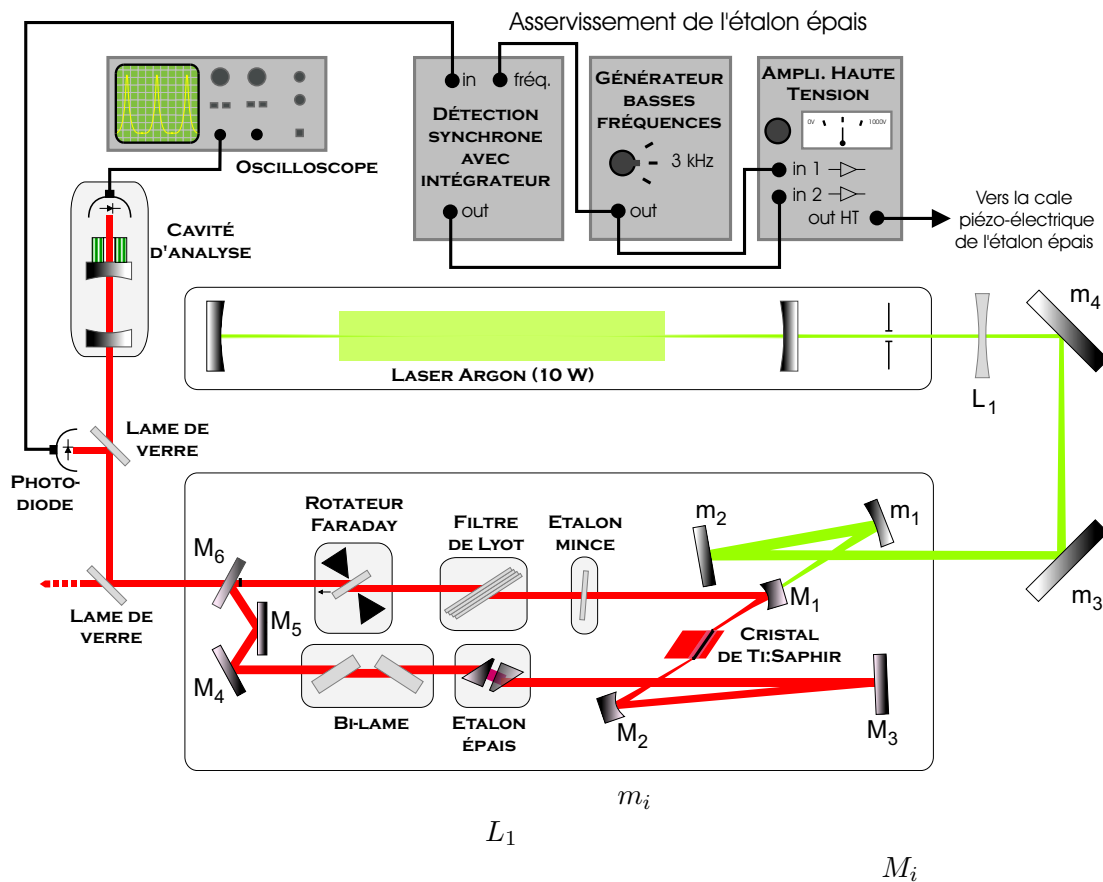 Asservissement de l'étalon épais
in
fréq.
DÉTECTION
SYNCHRONE
AVEC
INTÉGRATEUR
out
GÉNÉRATEUR
BASSES
FRÉQUENCES
3 kHz
out
AMPLI. HAUTE
TENSION
0V
1000V
in 1
in 2
out HT
Vers la cale
piézo-électrique
de l'étalon épais
OSCILLOSCOPE
CAVITÉ
D'ANALYSE
LASER ARGON (10 W)
L1
m4
LAME DE
VERRE
PHOTO-
DIODE
ROTATEUR
FARADAY
FILTRE
DE LYOT
ETALON
MINCE
m2
m1
m3
M6
M5
M1
LAME DE
VERRE
CRISTAL
DE TI:SAPHIR
M4
BI-LAME
ETALON
ÉPAIS
M2
M3
mi
L1
Mi